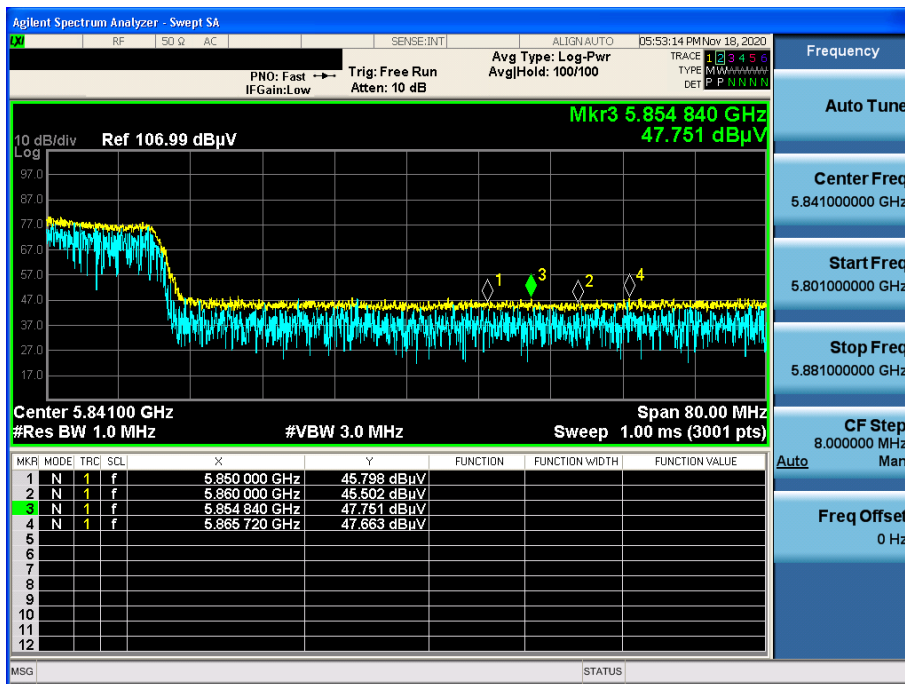 Agilent Spectrum Analyzer - Swept SA
LXI RF 50 Ω AC SENSE:INT ALIGN AUTO 05:53:14 PM Nov 18, 2020
PNO: Fast Trig: Free Run Avg Type: Log-Pwr TRACE 1 2 3 4 5 6
IFGain:Low Atten: 10 dB Avg|Hold: 100/100 TYPE MWWWWW
DET P P N N N N
Mkr3 5.854 840 GHz
47.751 dBµV
10 dB/div Ref 106.99 dBµV
Log
97.0
87.0
77.0
67.0
57.0
47.0
37.0
27.0
17.0
1
3
2
4
Center 5.84100 GHz Span 80.00 MHz
#Res BW 1.0 MHz #VBW 3.0 MHz Sweep 1.00 ms (3001 pts)
MKR MODE TRC SCL X Y FUNCTION FUNCTION WIDTH FUNCTION VALUE
1 N 1 f 5.850 000 GHz 45.798 dBµV
2 N 1 f 5.860 000 GHz 45.502 dBµV
3 N 1 f 5.854 840 GHz 47.751 dBµV
4 N 1 f 5.865 720 GHz 47.663 dBµV
5
6
7
8
9
10
11
12
MSG STATUS
Frequency
Auto Tune
Center Freq
5.841000000 GHz
Start Freq
5.801000000 GHz
Stop Freq
5.881000000 GHz
CF Step
8.000000 MHz
Auto Man
Freq Offset
0 Hz